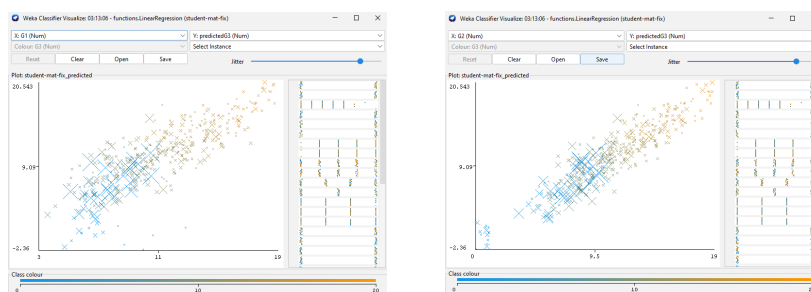 Weka Classifier Visualize: 03:13:06 - functions.LinearRegression (student-mat-fix)
X: G1 (Num)
Y: predictedG3 (Num)
Colour: G3 (Num)
Select Instance
Reset
Clear
Open
Save
Jitter
Plot: student-mat-fix_predicted
20.543
9.09
-2.36
3
11
19
Class colour
0
10
20
Weka Classifier Visualize: 03:13:06 - functions.LinearRegression (student-mat-fix)
X: G2 (Num)
Y: predictedG3 (Num)
Colour: G3 (Num)
Select Instance
Reset
Clear
Open
Save
Jitter
Plot: student-mat-fix_predicted
20.543
9.09
-2.36
0
9.5
19
Class colour
0
10